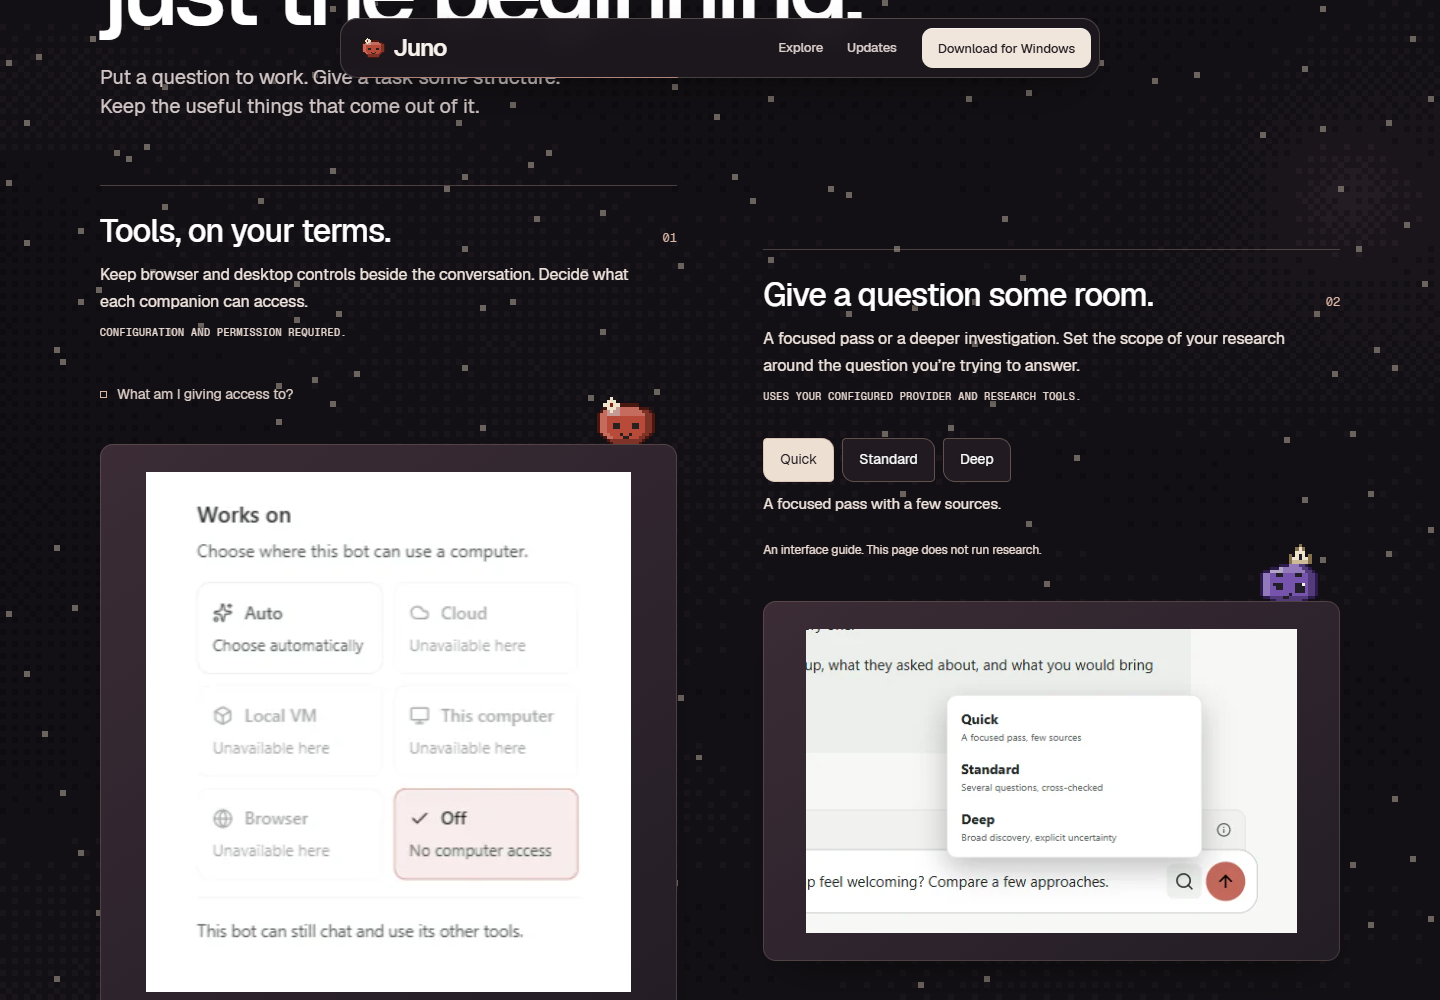 just the beginning.
Juno
Explore
Updates
Download for Windows
Put a question to work. Give a task some structure.
Keep the useful things that come out of it.
Tools, on your terms.
01
Keep browser and desktop controls beside the conversation. Decide what
each companion can access.
CONFIGURATION AND PERMISSION REQUIRED.
What am I giving access to?
Works on
Choose where this bot can use a computer.
Auto
Choose automatically
Cloud
Unavailable here
Local VM
Unavailable here
This computer
Unavailable here
Browser
Unavailable here
Off
No computer access
This bot can still chat and use its other tools.
Give a question some room.
02
A focused pass or a deeper investigation. Set the scope of your research
around the question you’re trying to answer.
USES YOUR CONFIGURED PROVIDER AND RESEARCH TOOLS.
Quick
Standard
Deep
A focused pass with a few sources.
An interface guide. This page does not run research.
up, what they asked about, and what you would bring
Quick
A focused pass, few sources
Standard
Several questions, cross-checked
Deep
Broad discovery, explicit uncertainty
p feel welcoming? Compare a few approaches.